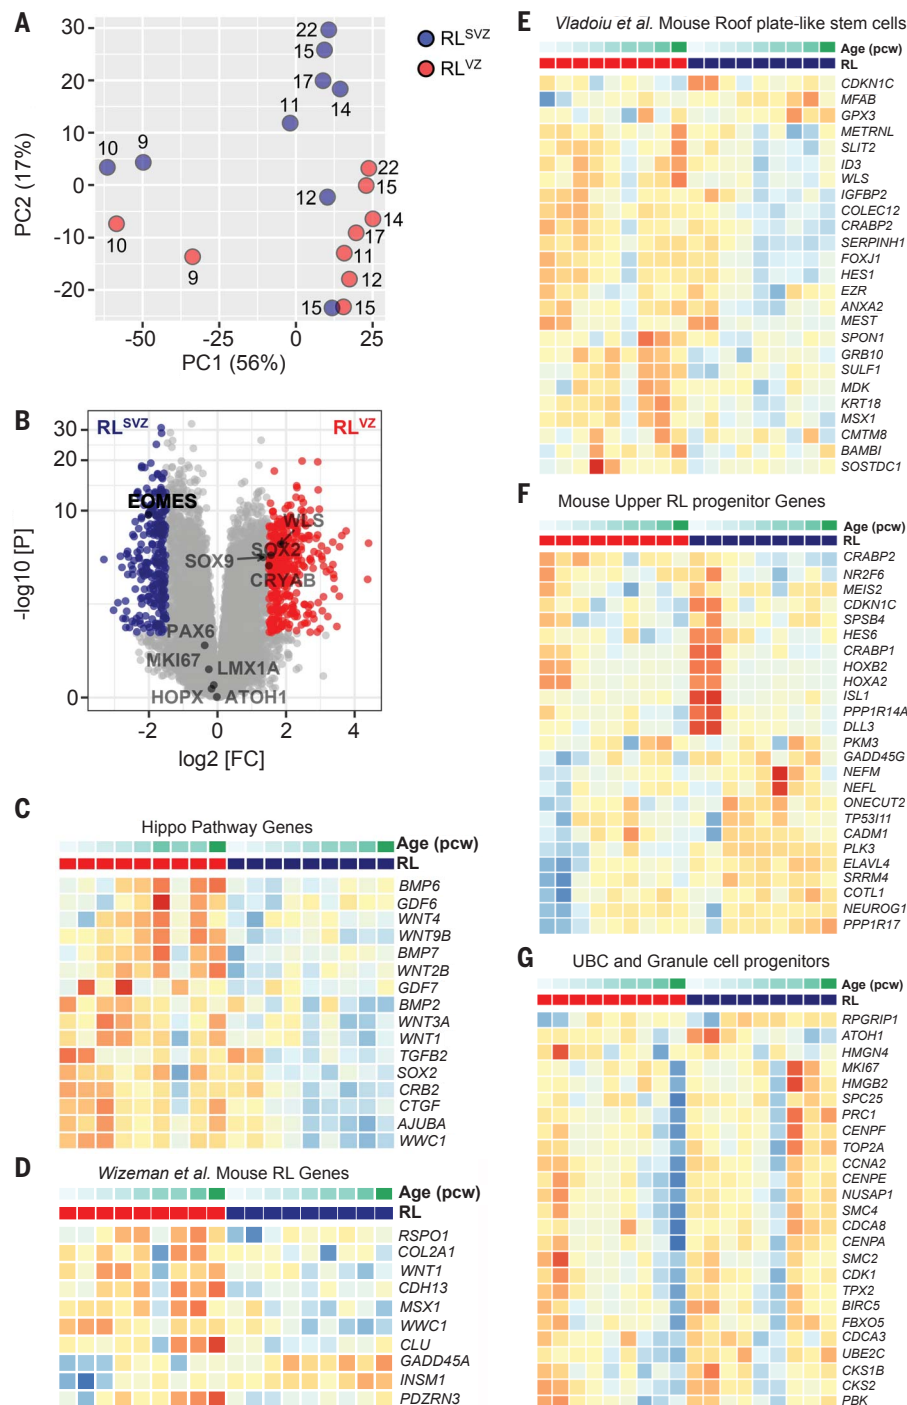 A
RL^SVZ
RL^VZ
22
15
17
14
11
9
10
12
22
15
14
17
11
12
15
15
10
9
30
20
10
0
-10
-20
PC2 (17%)
-50
-25
0
25
PC1 (56%)
B
RL^SVZ
RL^VZ
EOMES
WLS
SOX2
SOX9
CRYAB
PAX6
MKI67
LMX1A
HOPX
ATOH1
30
20
10
0
-log10 [P]
-2
0
2
4
log2 [FC]
C
Hippo Pathway Genes
Age (pcw)
RL
BMP6
GDF6
WNT4
WNT9B
BMP7
WNT2B
GDF7
BMP2
WNT3A
WNT1
TGFB2
SOX2
CRB2
CTGF
AJUBA
WWC1
D
Wizeman et al. Mouse RL Genes
Age (pcw)
RL
RSPO1
COL2A1
WNT1
CDH13
MSX1
WWC1
CLU
GADD45A
INSM1
PDZRN3
E
Vladoiu et al. Mouse Roof plate-like stem cells
Age (pcw)
RL
CDKN1C
MFAB
GPX3
METRNL
SLIT2
ID3
WLS
IGFBP2
COLEC12
CRABP2
SERPINH1
FOXJ1
HES1
EZR
ANXA2
MEST
SPON1
GRB10
SULF1
MDK
KRT18
MSX1
CMTM8
BAMBI
SOSTDC1
F
Mouse Upper RL progenitor Genes
Age (pcw)
RL
CRABP2
NR2F6
MEIS2
CDKN1C
SPSB4
HES6
CRABP1
HOXB2
HOXA2
ISL1
PPP1R14A
DLL3
PKM3
GADD45G
NEFM
NEFL
ONECUT2
TP53I11
CADM1
PLK3
ELAVL4
SRRM4
COTL1
NEUROG1
PPP1R17
G
UBC and Granule cell progenitors
Age (pcw)
RL
RPGRIP1
ATOH1
HMGN4
MKI67
HMGB2
SPC25
PRC1
CENPF
TOP2A
CCNA2
CENPE
NUSAP1
SMC4
CDCA8
CENPA
SMC2
CDK1
TPX2
BIRC5
FBXO5
CDCA3
UBE2C
CKS1B
CKS2
PBK